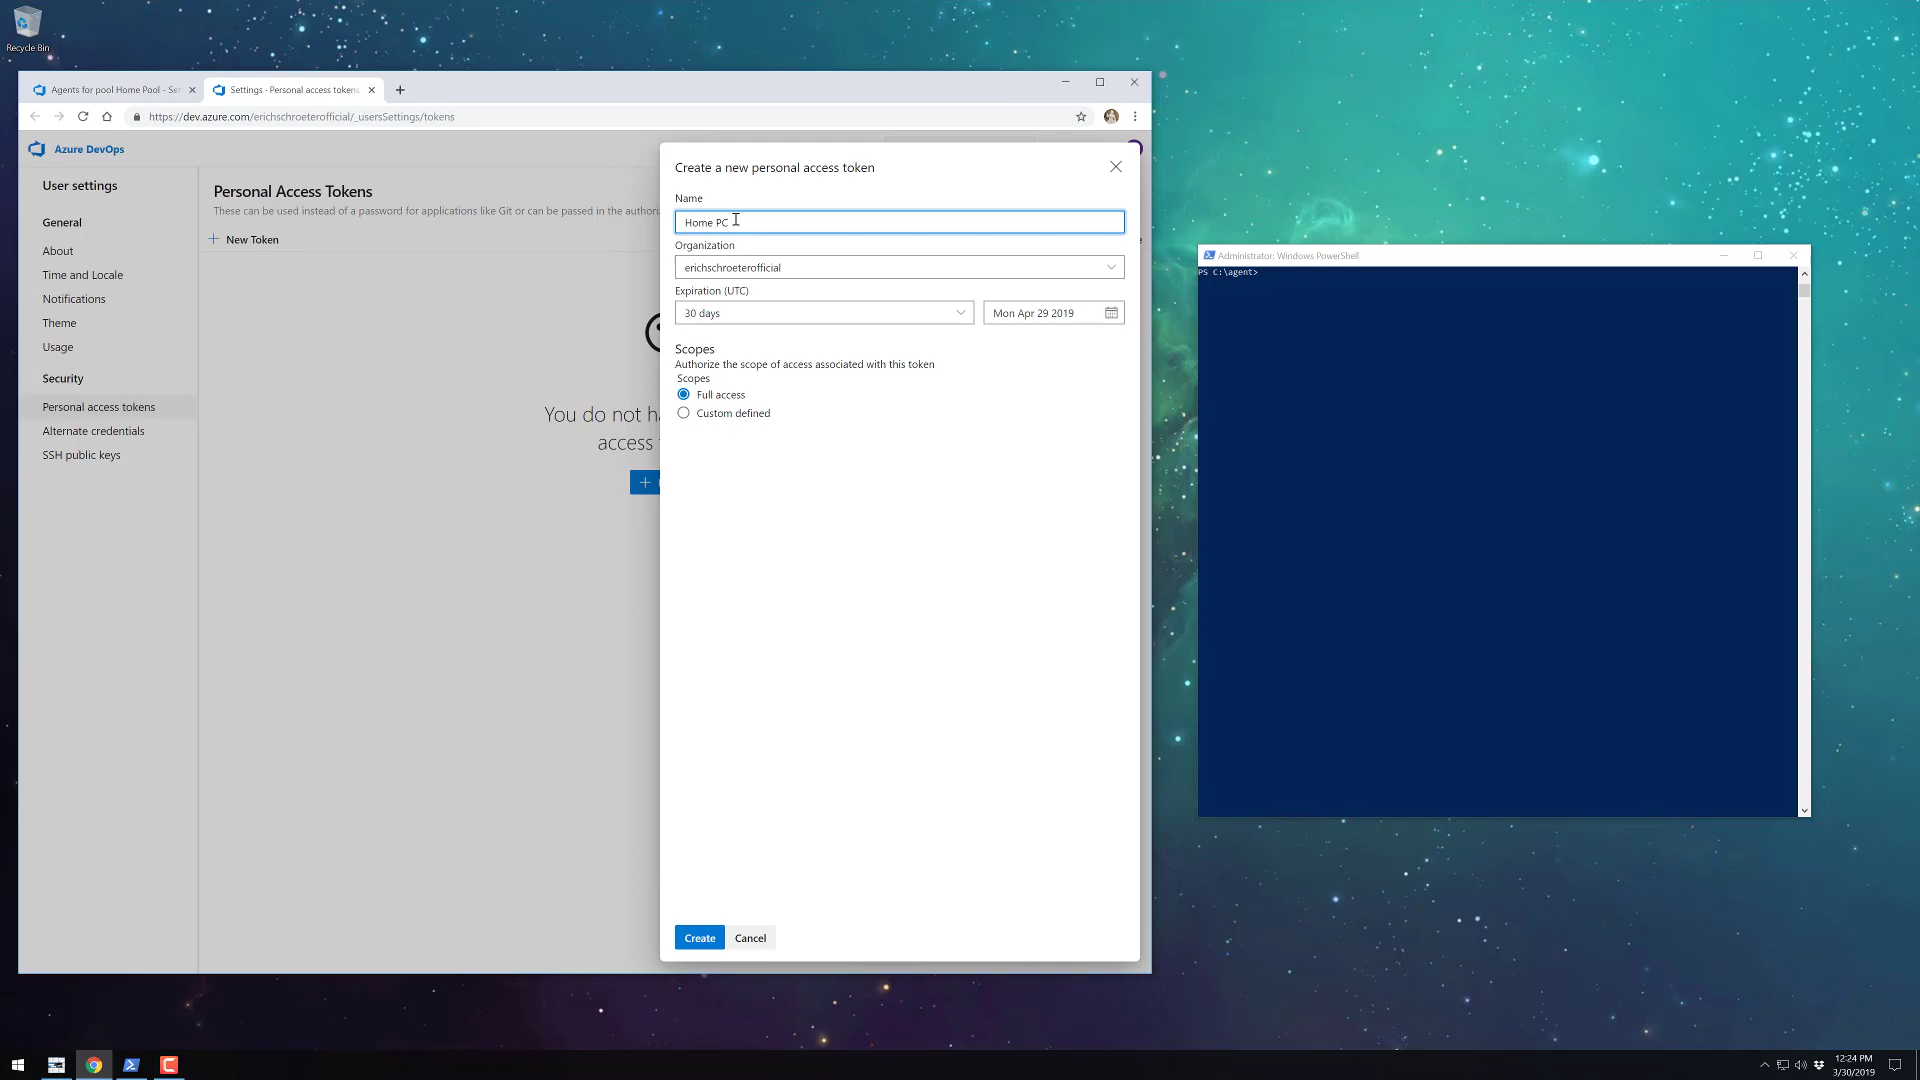 Recycle Bin
Agents for pool Home Pool - Set
Settings · Personal access tokens
https://dev.azure.com/erichschroeterofficial/_usersSettings/tokens
Azure DevOps
User settings
General
About
Time and Locale
Notifications
Theme
Usage
Security
Personal access tokens
Alternate credentials
SSH public keys
Personal Access Tokens
These can be used instead of a password for applications like Git or can be passed in the authoriz
New Token
You do not ha
access
Create a new personal access token
Name
Home PC
Organization
erichschroeterofficial
Expiration (UTC)
30 days
Mon Apr 29 2019
Scopes
Authorize the scope of access associated with this token
Scopes
Full access
Custom defined
Create
Cancel
Administrator: Windows PowerShell
PS C:\agent>
12:24 PM
3/30/2019